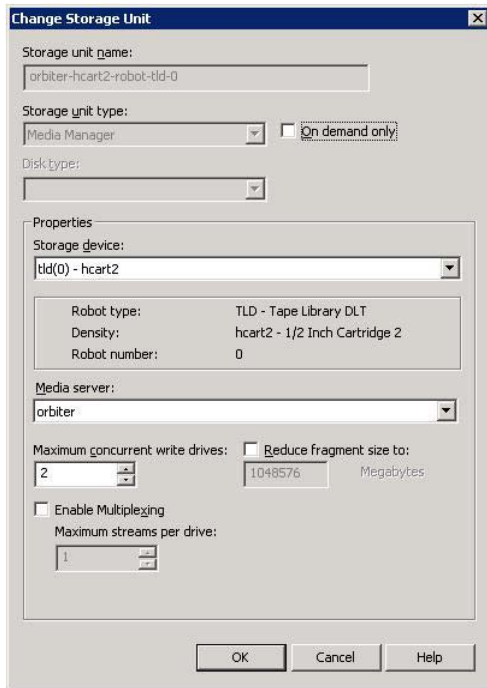 Change Storage Unit
Storage unit name:
orbiter-hcart2-robot-tld-0
Storage unit type:
Media Manager
On demand only
Disk type:
Properties
Storage device:
tld(0) - hcart2
Robot type: TLD - Tape Library DLT
Density: hcart2 - 1/2 Inch Cartridge 2
Robot number: 0
Media server:
orbiter
Maximum concurrent write drives: Reduce fragment size to:
2 1048576 Megabytes
Enable Multiplexing
Maximum streams per drive:
1
OK Cancel Help